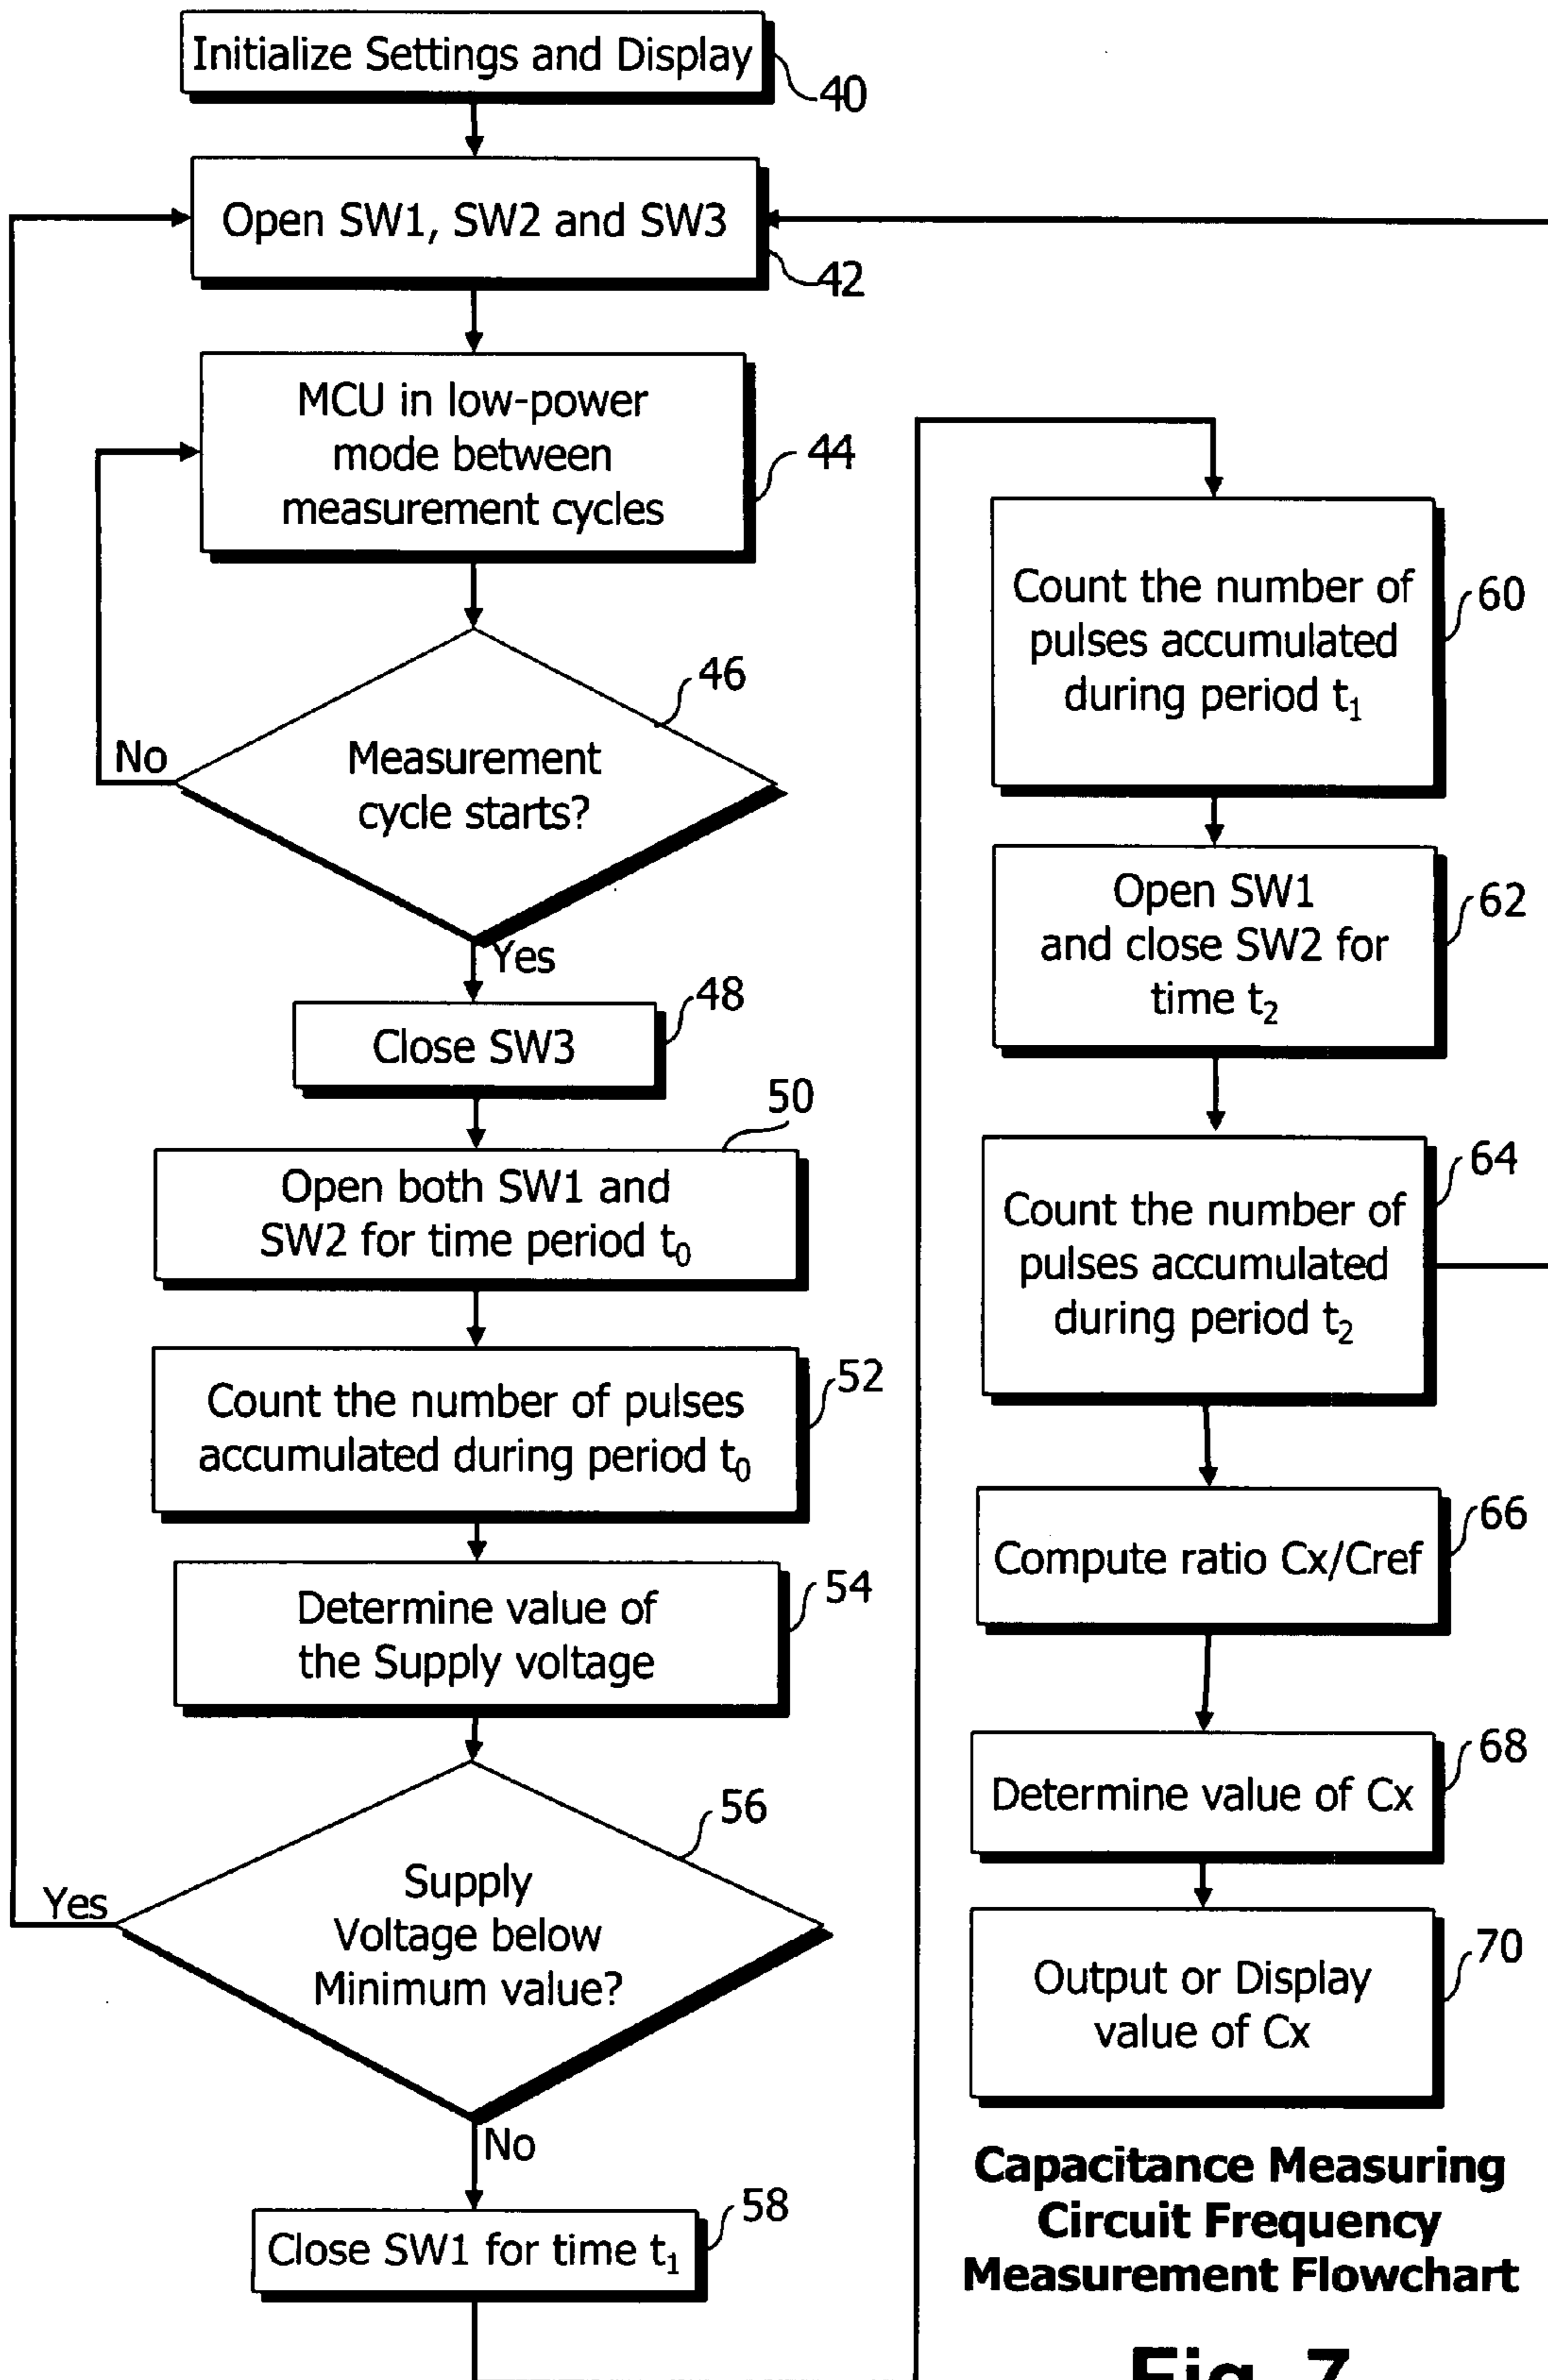 Initialize Settings and Display
40
Open SW1, SW2 and SW3
42
MCU in low-power
mode between
measurement cycles
44
46
Measurement
cycle starts?
No
Yes
48
Close SW3
50
Open both SW1 and
SW2 for time period t₀
52
Count the number of pulses
accumulated during period t₀
54
Determine value of
the Supply voltage
56
Supply
Voltage below
Minimum value?
Yes
No
58
Close SW1 for time t₁
Count the number of
pulses accumulated
during period t₁
60
Open SW1
and close SW2 for
time t₂
62
Count the number of
pulses accumulated
during period t₂
64
Compute ratio Cx/Cref
66
Determine value of Cx
68
Output or Display
value of Cx
70
Capacitance Measuring
Circuit Frequency
Measurement Flowchart
Fig. 7